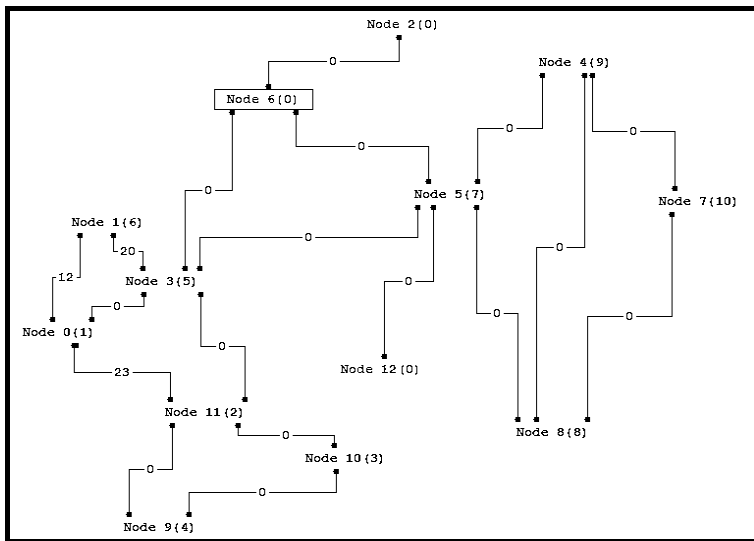 Node 2(0)
0
Node 4(9)
Node 6(0)
0
0
0
0
Node 5(7)
Node 7(10)
Node 1(6)
0
20
0
Node 3(5)
12
0
0
0
0
Node 0(1)
0
Node 12(0)
23
Node 11(2)
Node 8(8)
0
Node 10(3)
0
0
Node 9(4)